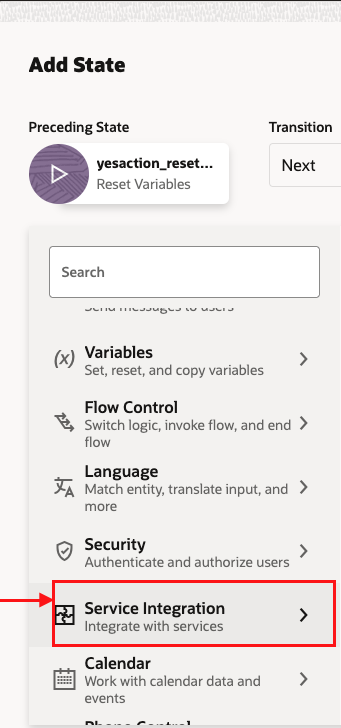 Add State
Preceding State
Transition
yesaction_reset...
Reset Variables
Next
Search
Send messages to users
(x)
Variables
Set, reset, and copy variables
Flow Control
Switch logic, invoke flow, and end
flow
Language
Match entity, translate input, and
more
Security
Authenticate and authorize users
Service Integration
Integrate with services
Calendar
Work with calendar data and
events
Phone Control